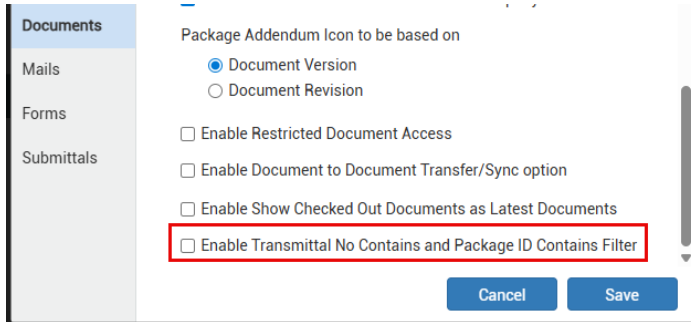 Documents
Mails
Forms
Submittals
Package Addendum Icon to be based on
Document Version
Document Revision
Enable Restricted Document Access
Enable Document to Document Transfer/Sync option
Enable Show Checked Out Documents as Latest Documents
Enable Transmittal No Contains and Package ID Contains Filter
Cancel
Save